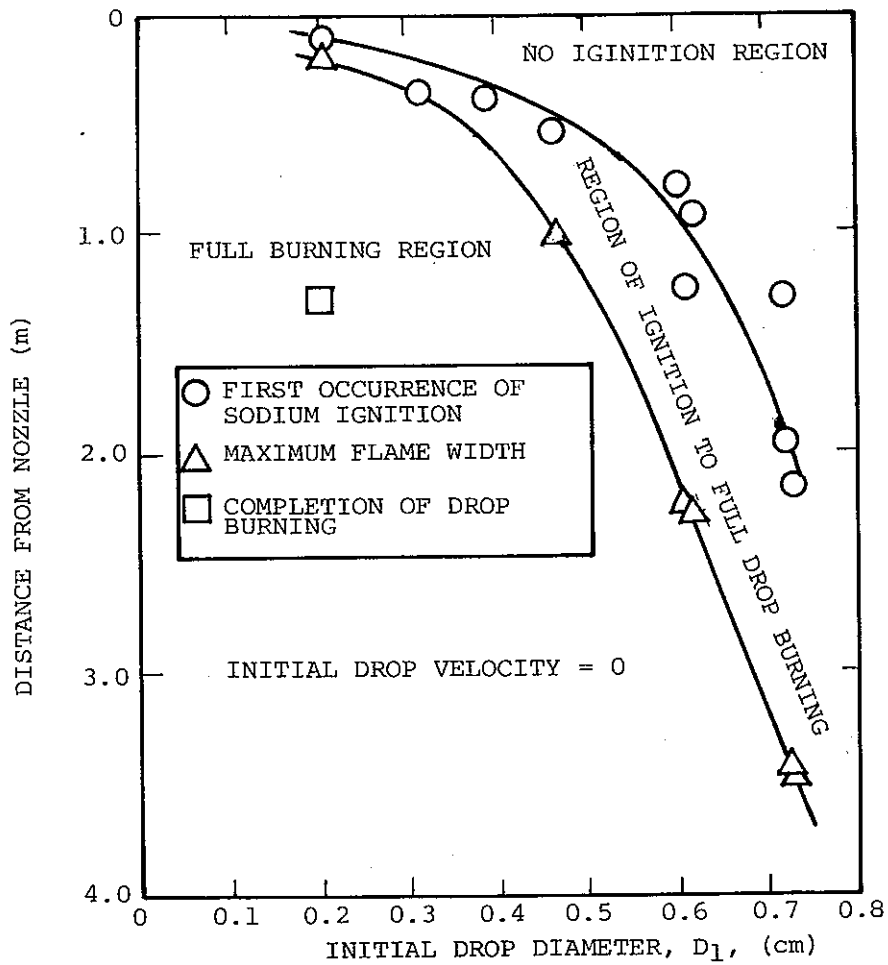 0
NO IGINITION REGION
1.0
FULL BURNING REGION
REGION OF IGNITION TO FULL DROP BURNING
FIRST OCCURRENCE OF
SODIUM IGNITION
MAXIMUM FLAME WIDTH
COMPLETION OF DROP
BURNING
2.0
DISTANCE FROM NOZZLE (m)
INITIAL DROP VELOCITY = 0
3.0
4.0
0 0.1 0.2 0.3 0.4 0.5 0.6 0.7 0.8
INITIAL DROP DIAMETER, D1, (cm)